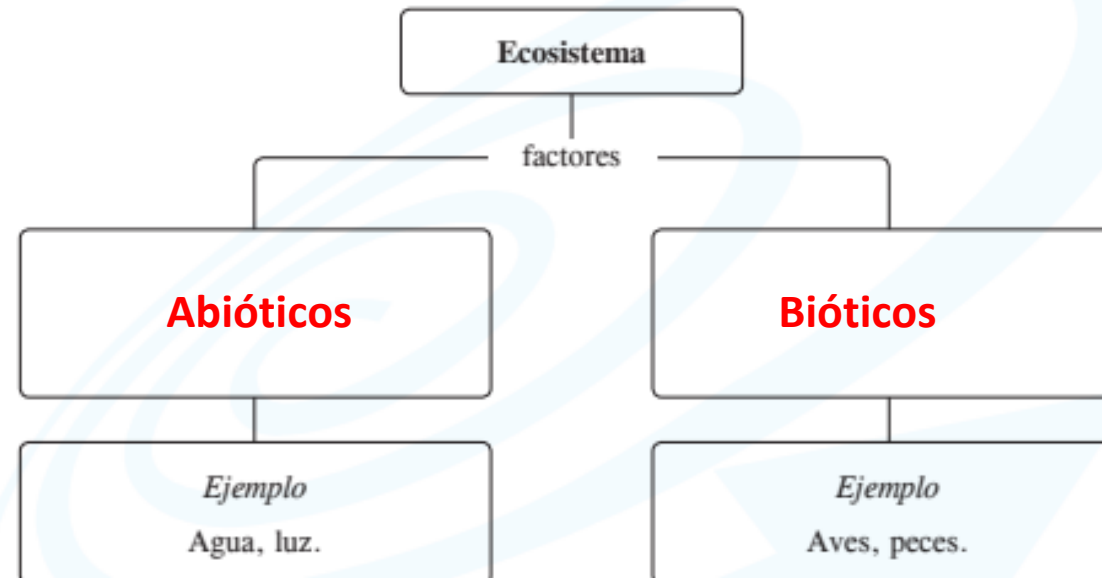 Ecosistema
factores
Abióticos
Bióticos
Ejemplo
Agua, luz.
Ejemplo
Aves, peces.